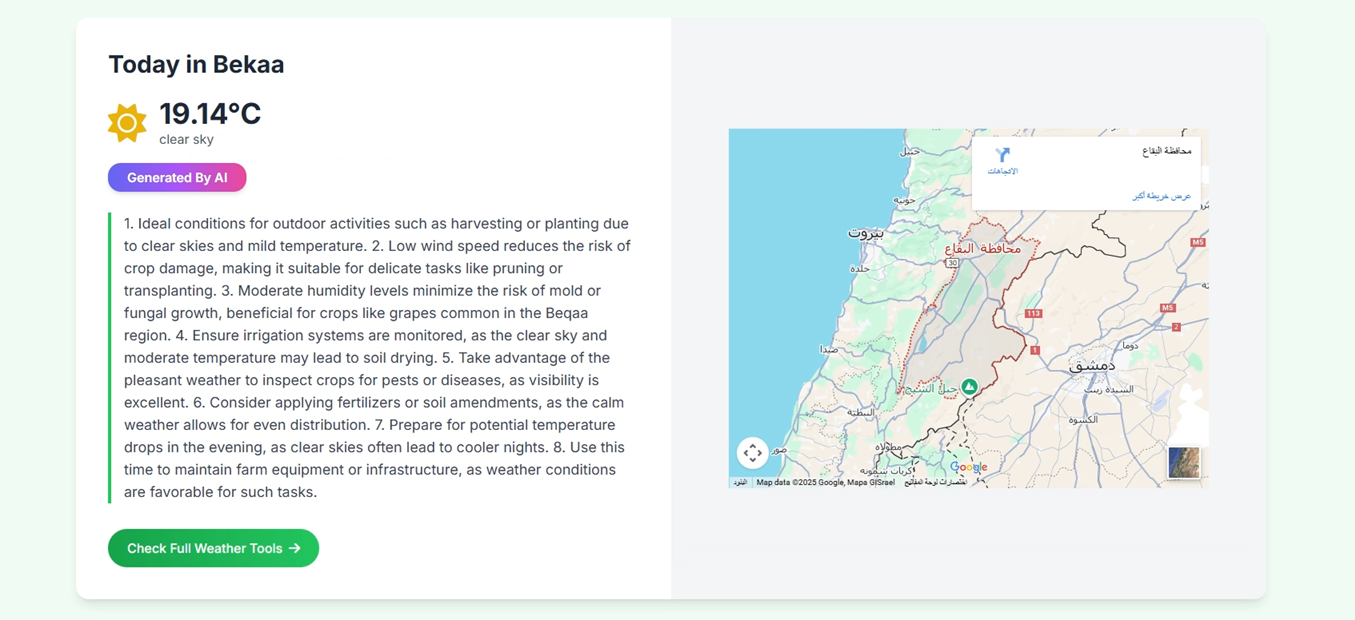 Today in Bekaa
19.14°C
clear sky
Generated By AI
1. Ideal conditions for outdoor activities such as harvesting or planting due
to clear skies and mild temperature. 2. Low wind speed reduces the risk of
crop damage, making it suitable for delicate tasks like pruning or
transplanting. 3. Moderate humidity levels minimize the risk of mold or
fungal growth, beneficial for crops like grapes common in the Beqaa
region. 4. Ensure irrigation systems are monitored, as the clear sky and
moderate temperature may lead to soil drying. 5. Take advantage of the
pleasant weather to inspect crops for pests or diseases, as visibility is
excellent. 6. Consider applying fertilizers or soil amendments, as the calm
weather allows for even distribution. 7. Prepare for potential temperature
drops in the evening, as clear skies often lead to cooler nights. 8. Use this
time to maintain farm equipment or infrastructure, as weather conditions
are favorable for such tasks.
Check Full Weather Tools →
محافظة البقاع
الاتجاهات
عرض خريطة أكبر
جبيل
جونيه
بيروت
محافظة البقاع
30
M5
خلدة
113
M5
2
صيدا
1
دوما
دمشق
جبل الشيخ
السيدة زينب
النبطية
الكسوة
صور
مطولاه
كريات شمونه
Google
البنود
Map data ©2025 Google, Mapa GISrael
اختصارات لوحة المفاتيح